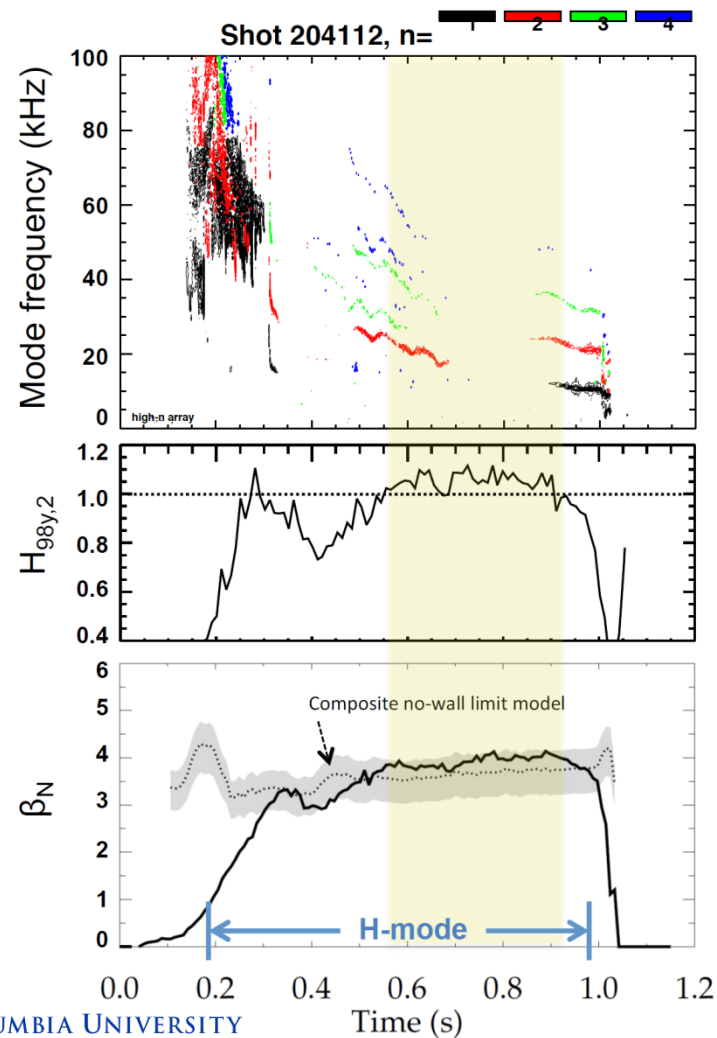 1 2 3 4
Shot 204112, n=
Mode frequency (kHz)
100
80
60
40
20
0
high-n array
H98y,2
1.2
1.0
0.8
0.6
0.4
βN
6
5
4
3
2
1
0
Composite no-wall limit model
H-mode
0.0 0.2 0.4 0.6 0.8 1.0 1.2
UMBIA UNIVERSITY Time (s)